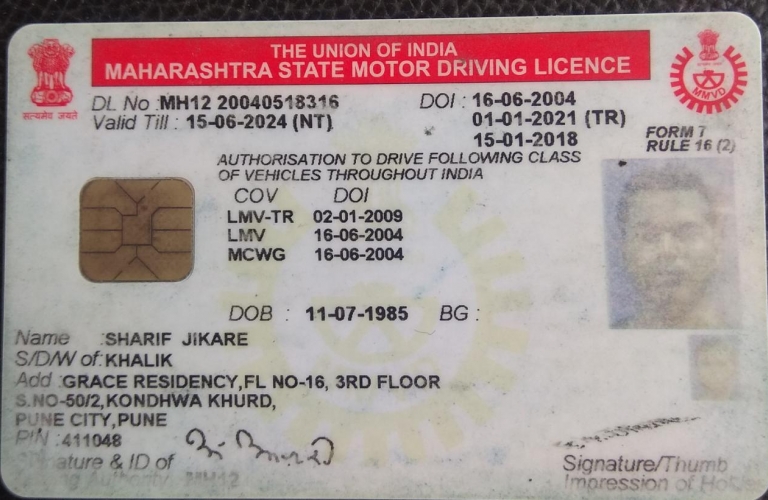 THE UNION OF INDIA
MAHARASHTRA STATE MOTOR DRIVING LICENCE
सत्यमेव जयते
MMVD
DL No :MH12 20040518316 DOI : 16-06-2004
Valid Till : 15-06-2024 (NT) 01-01-2021 (TR)
15-01-2018
FORM 7
RULE 16 (2)
AUTHORISATION TO DRIVE FOLLOWING CLASS
OF VEHICLES THROUGHOUT INDIA
COV DOI
LMV-TR 02-01-2009
LMV 16-06-2004
MCWG 16-06-2004
DOB : 11-07-1985 BG :
Name :SHARIF JIKARE
S/D/W of:KHALIK
Add :GRACE RESIDENCY,FL NO-16, 3RD FLOOR
S.NO-50/2,KONDHWA KHURD,
PUNE CITY,PUNE
PIN :411048
ature & ID of
Authority MH12
Signature/Thumb
Impression of Hol